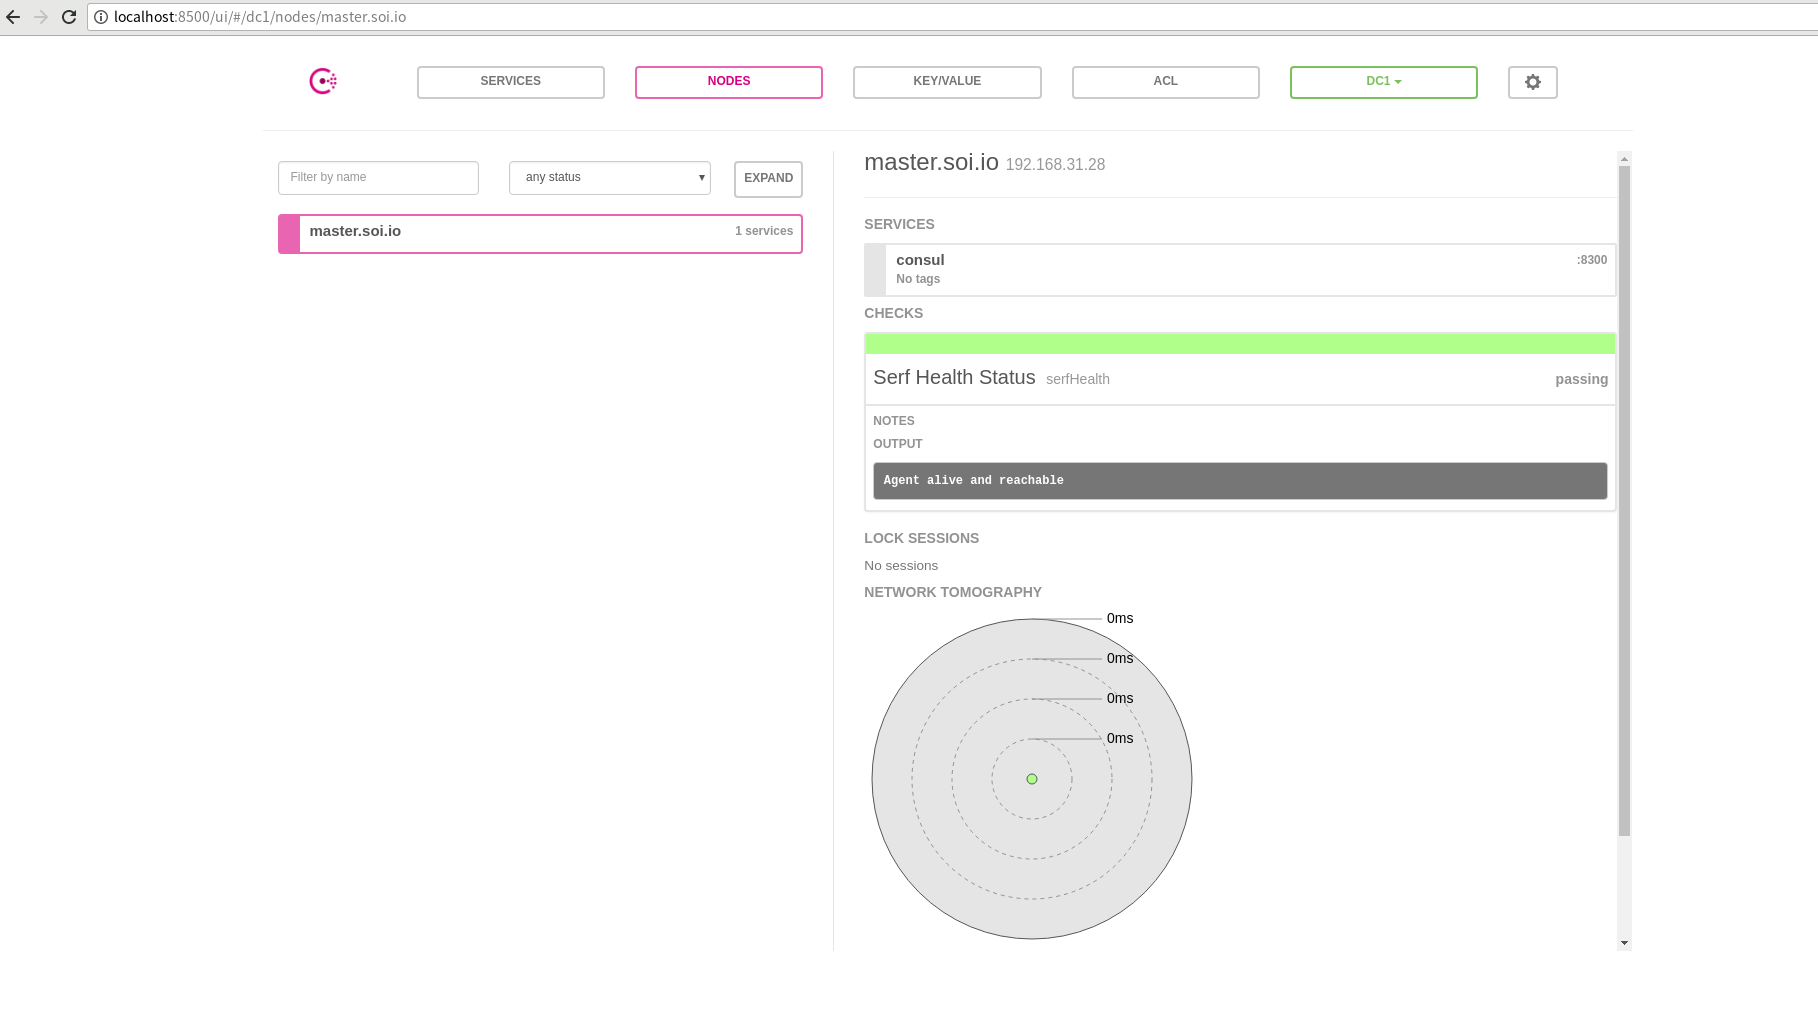 localhost:8500/ui/#/dc1/nodes/master.soi.io
SERVICES
NODES
KEY/VALUE
ACL
DC1
Filter by name
any status
EXPAND
master.soi.io
1 services
master.soi.io 192.168.31.28
SERVICES
consul
:8300
No tags
CHECKS
Serf Health Status serfHealth
passing
NOTES
OUTPUT
Agent alive and reachable
LOCK SESSIONS
No sessions
NETWORK TOMOGRAPHY
0ms
0ms
0ms
0ms